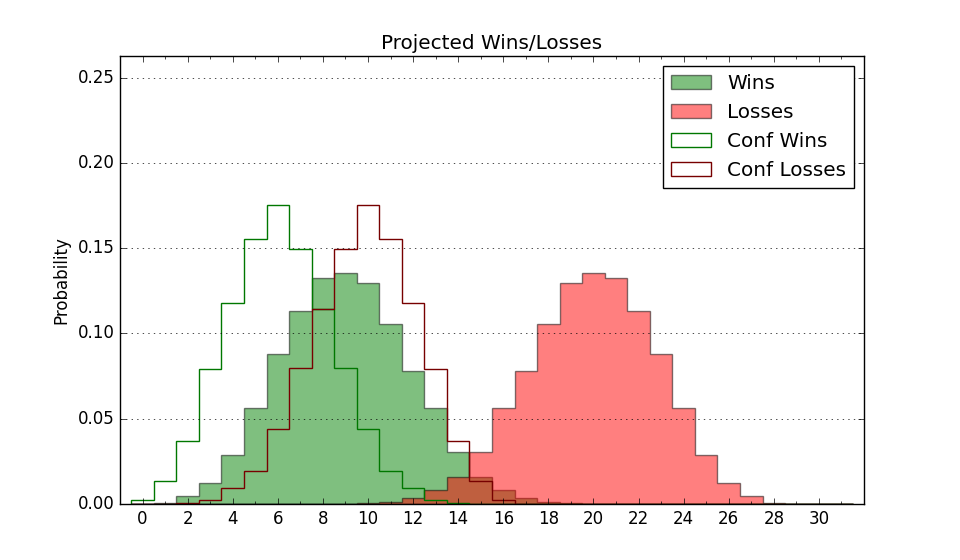 Projected Wins/Losses
Wins
Losses
Conf Wins
Conf Losses
Probability
0.25
0.20
0.15
0.10
0.05
0.00
0 2 4 6 8 10 12 14 16 18 20 22 24 26 28 30